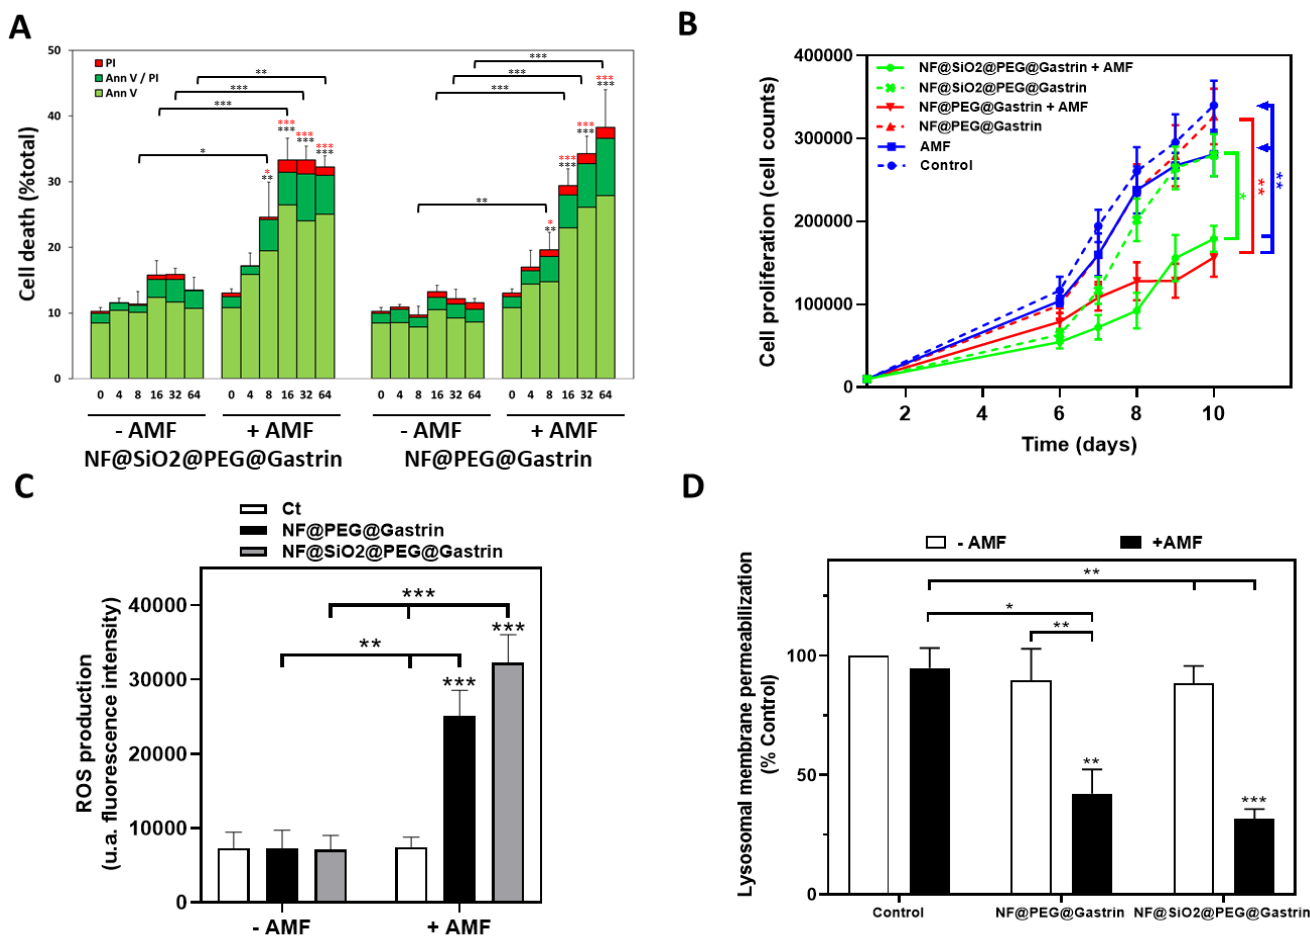 A
50
40
30
20
10
0
Cell death (%total)
PI
Ann V / PI
Ann V
*
***
***
**
**
***
***
***
*
**
***
***
***
***
***
***
*
**
***
***
***
***
***
***
0 4 8 16 32 64 0 4 8 16 32 64 0 4 8 16 32 64 0 4 8 16 32 64
- AMF + AMF - AMF + AMF
NF@SiO2@PEG@Gastrin NF@PEG@Gastrin
B
400000
300000
200000
100000
0
Cell proliferation (cell counts)
NF@SiO2@PEG@Gastrin + AMF
NF@SiO2@PEG@Gastrin
NF@PEG@Gastrin + AMF
NF@PEG@Gastrin
AMF
Control
*
**
**
2 4 6 8 10
Time (days)
C
Ct
NF@PEG@Gastrin
NF@SiO2@PEG@Gastrin
40000
30000
20000
10000
0
ROS production
(u.a. fluorescence intensity)
***
***
**
***
- AMF + AMF
D
- AMF +AMF
100
50
0
Lysosomal membrane permeabilization
(% Control)
**
*
**
**
***
Control NF@PEG@Gastrin NF@SiO2@PEG@Gastrin